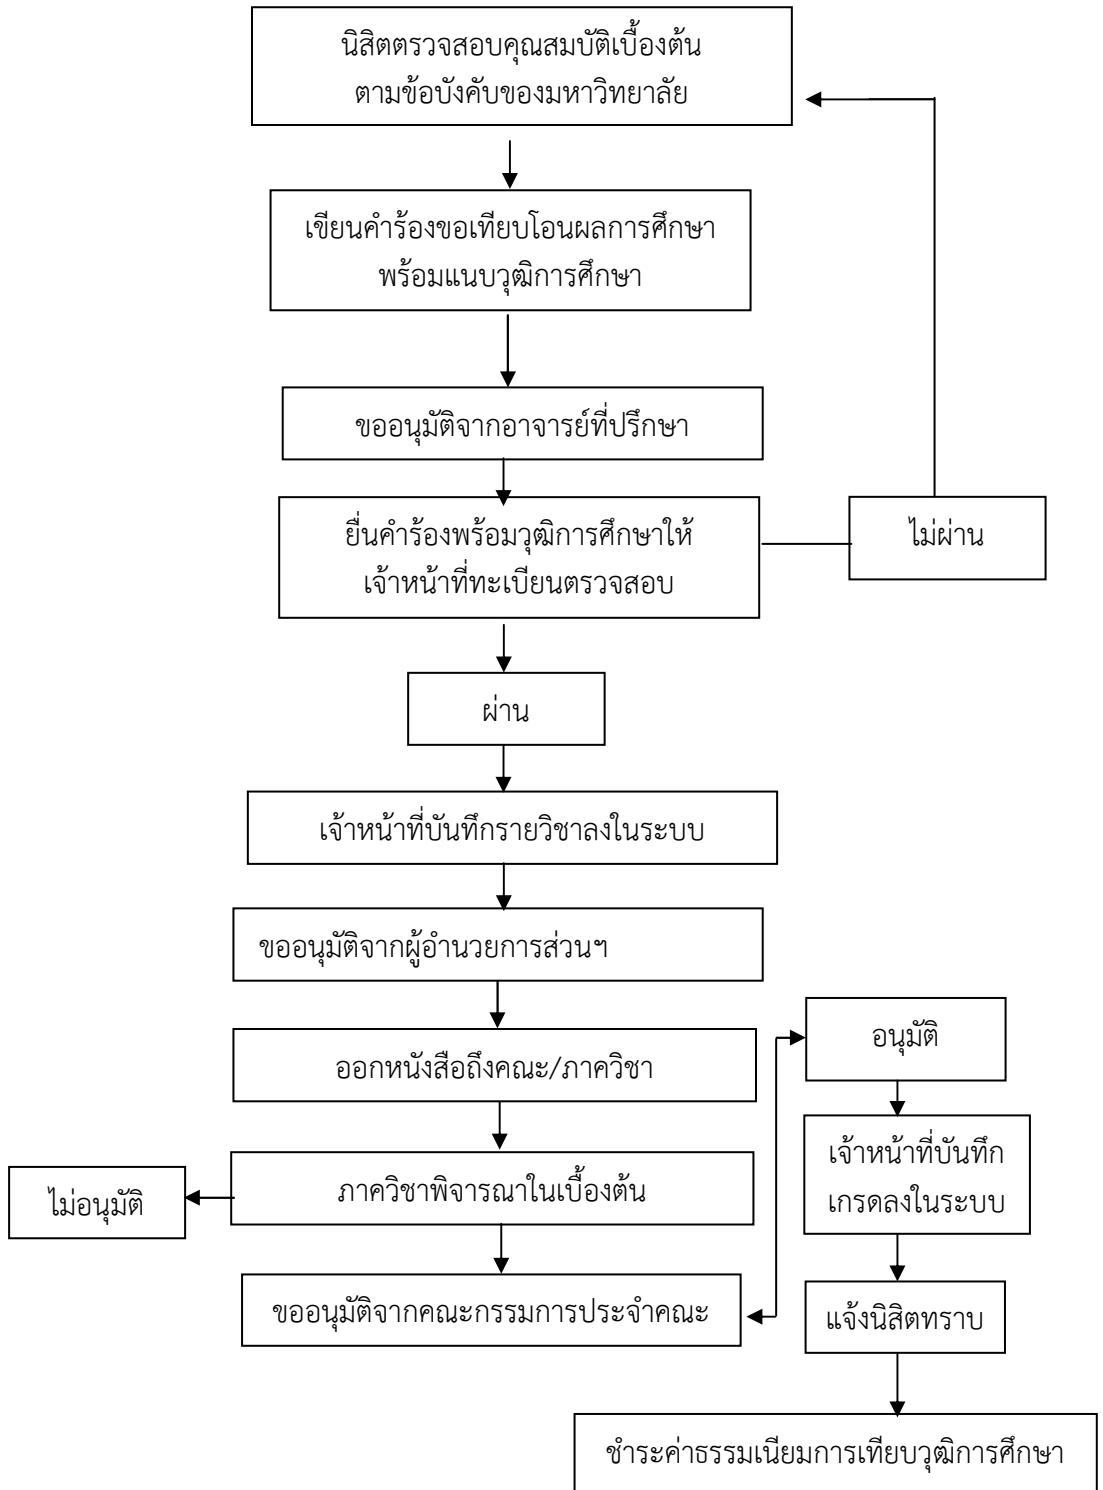 นิสิตตรวจสอบคุณสมบัติเบื้องต้น
ตามข้อบังคับของมหาวิทยาลัย
เขียนคำร้องขอเทียบโอนผลการศึกษา
พร้อมแนบวุฒิการศึกษา
ขออนุมัติจากอาจารย์ที่ปรึกษา
ยื่นคำร้องพร้อมวุฒิการศึกษาให้
เจ้าหน้าที่ทะเบียนตรวจสอบ
ไม่ผ่าน
ผ่าน
เจ้าหน้าที่บันทึกรายวิชาลงในระบบ
ขออนุมัติจากผู้อำนวยการส่วนฯ
ออกหนังสือถึงคณะ/ภาควิชา
ภาควิชาพิจารณาในเบื้องต้น
ไม่อนุมัติ
ขออนุมัติจากคณะกรรมการประจำคณะ
อนุมัติ
เจ้าหน้าที่บันทึก
เกรดลงในระบบ
แจ้งนิสิตทราบ
ชำระค่าธรรมเนียมการเทียบวุฒิการศึกษา